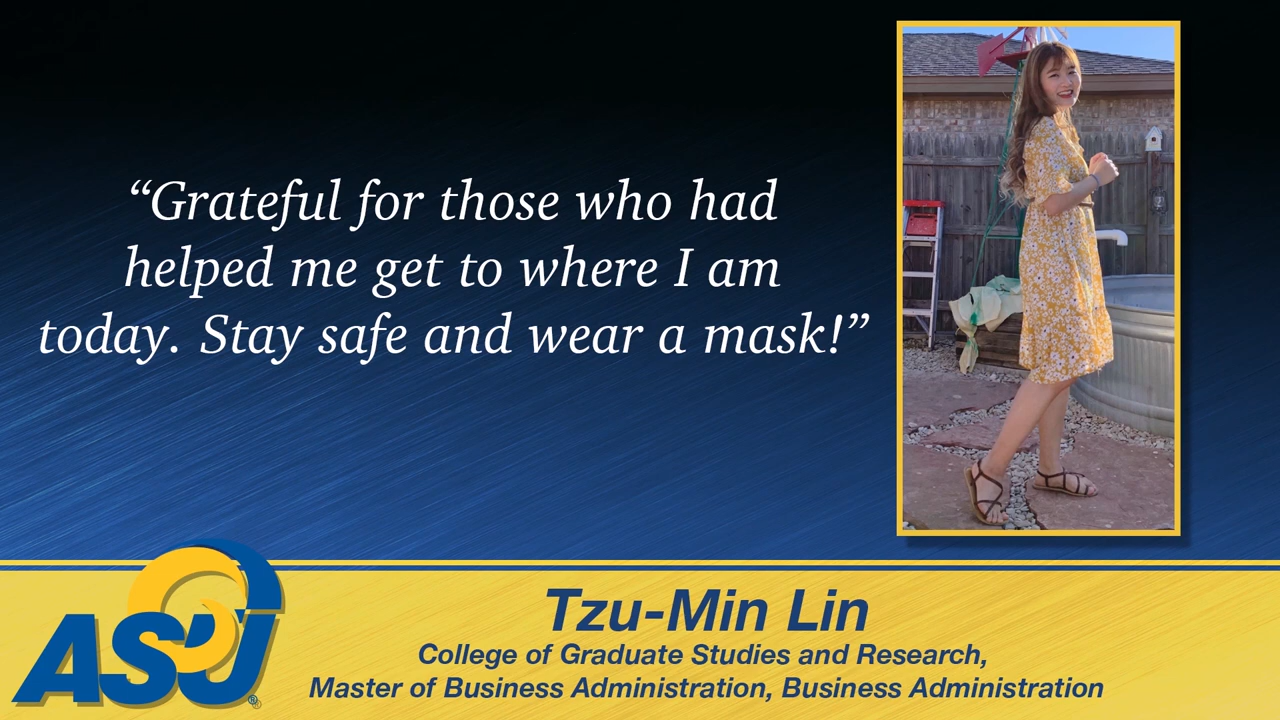 “Grateful for those who had
helped me get to where I am
today. Stay safe and wear a mask!”
ASU®
Tzu-Min Lin
College of Graduate Studies and Research,
Master of Business Administration, Business Administration